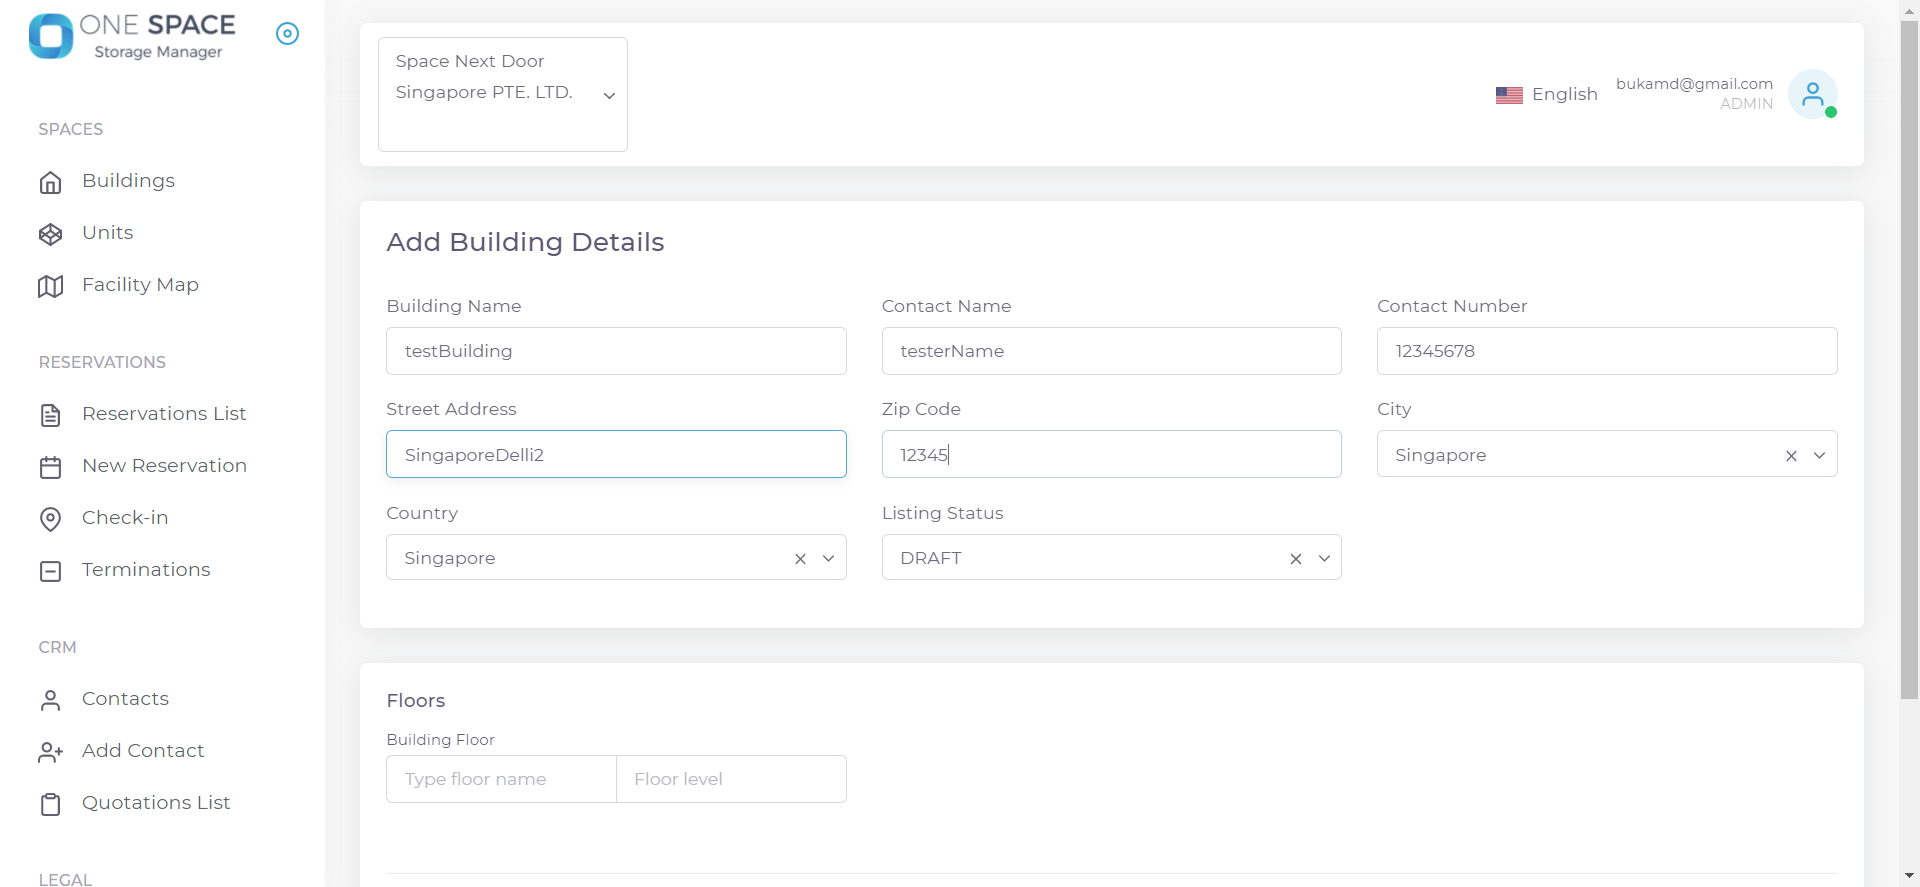 ONE SPACE
Storage Manager
SPACES
Buildings
Units
Facility Map
RESERVATIONS
Reservations List
New Reservation
Check-in
Terminations
CRM
Contacts
Add Contact
Quotations List
LEGAL
Space Next Door
Singapore PTE. LTD.
English
bukamd@gmail.com
ADMIN
Add Building Details
Building Name
Contact Name
Contact Number
testBuilding
testerName
12345678
Street Address
Zip Code
City
SingaporeDelli2
12345
Singapore
Country
Listing Status
Singapore
DRAFT
Floors
Building Floor
Type floor name
Floor level